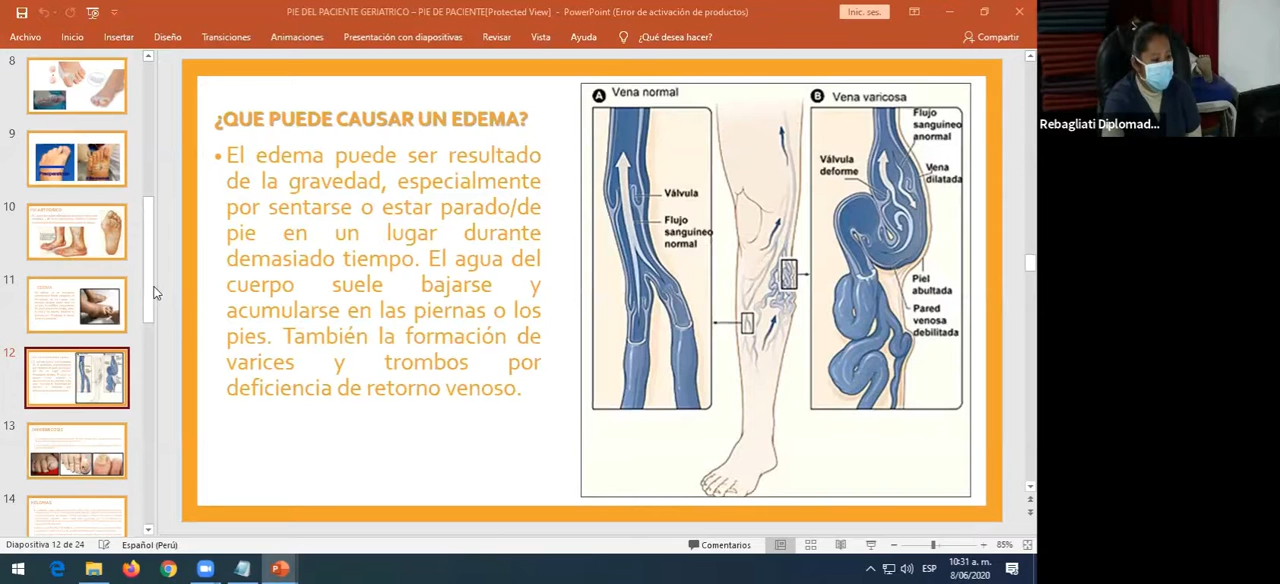 PIE DEL PACIENTE GERIATRICO – PIE DE PACIENTE[Protected View] - PowerPoint (Error de activación de productos)
Inic. ses.
Archivo Inicio Insertar Diseño Transiciones Animaciones Presentación con diapositivas Revisar Vista Ayuda ¿Qué desea hacer? Compartir
8
9
10
11
12
13
14
¿QUE PUEDE CAUSAR UN EDEMA?
• El edema puede ser resultado
de la gravedad, especialmente
por sentarse o estar parado/de
pie en un lugar durante
demasiado tiempo. El agua del
cuerpo suele bajarse y
acumularse en las piernas o los
pies. También la formación de
varices y trombos por
deficiencia de retorno venoso.
A Vena normal
Válvula
Flujo
sanguíneo
normal
B Vena varicosa
Flujo
sanguíneo
anormal
Válvula
deforme
Vena
dilatada
Piel
abultada
Pared
venosa
debilitada
Rebagliati Diplomad...
Diapositiva 12 de 24 Español (Perú) Comentarios 85%
ESP
10:31 a. m.
8/06/2020